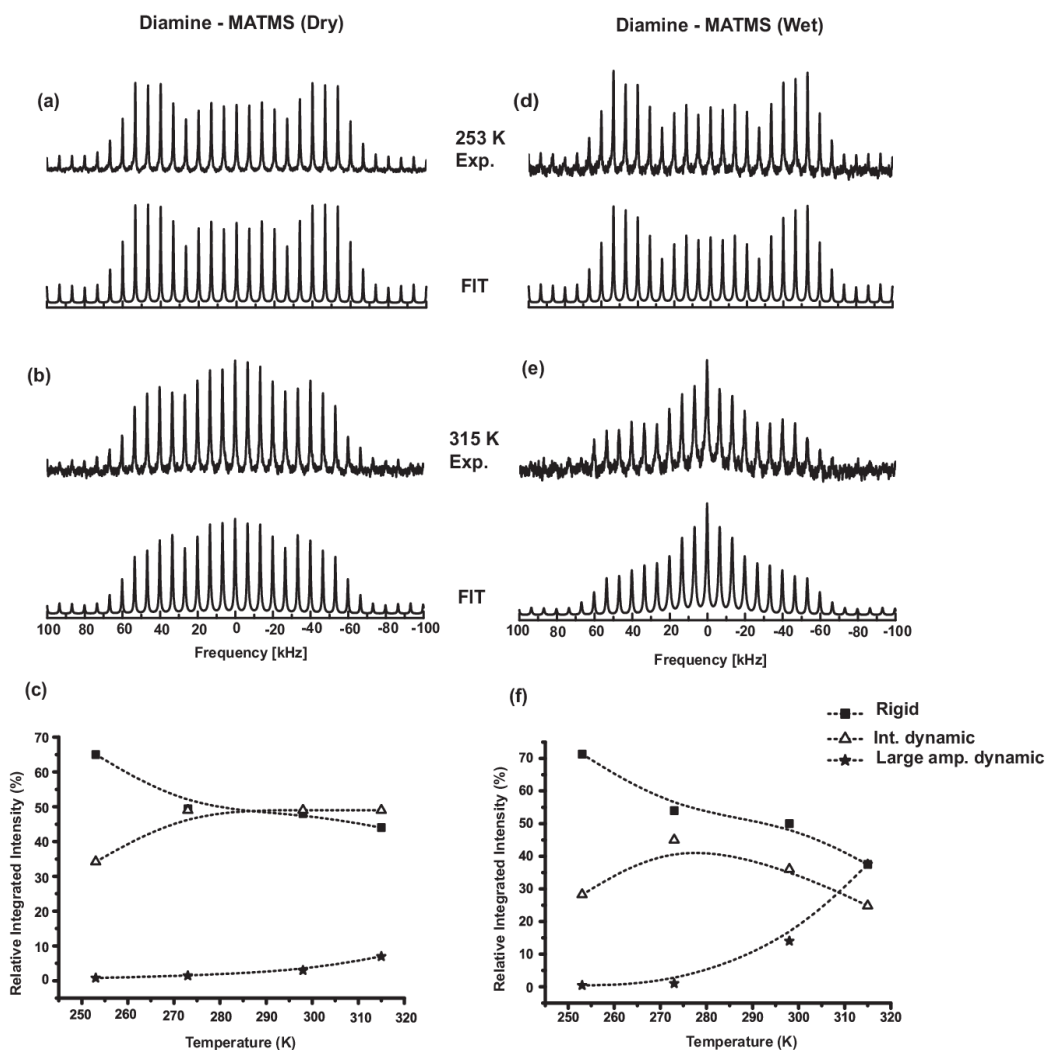 Diamine - MATMS (Dry)
Diamine - MATMS (Wet)
(a)
(d)
253 K
Exp.
FIT
(b)
(e)
315 K
Exp.
FIT
100 80 60 40 20 0 -20 -40 -60 -80 -100
Frequency [kHz]
100 80 60 40 20 0 -20 -40 -60 -80 -100
Frequency [kHz]
(c)
Relative Integrated Intensity (%)
70
60
50
40
30
20
10
0
250 260 270 280 290 300 310 320
Temperature (K)
(f)
Rigid
Int. dynamic
Large amp. dynamic
Relative Integrated Intensity (%)
70
60
50
40
30
20
10
0
250 260 270 280 290 300 310 320
Temperature (K)